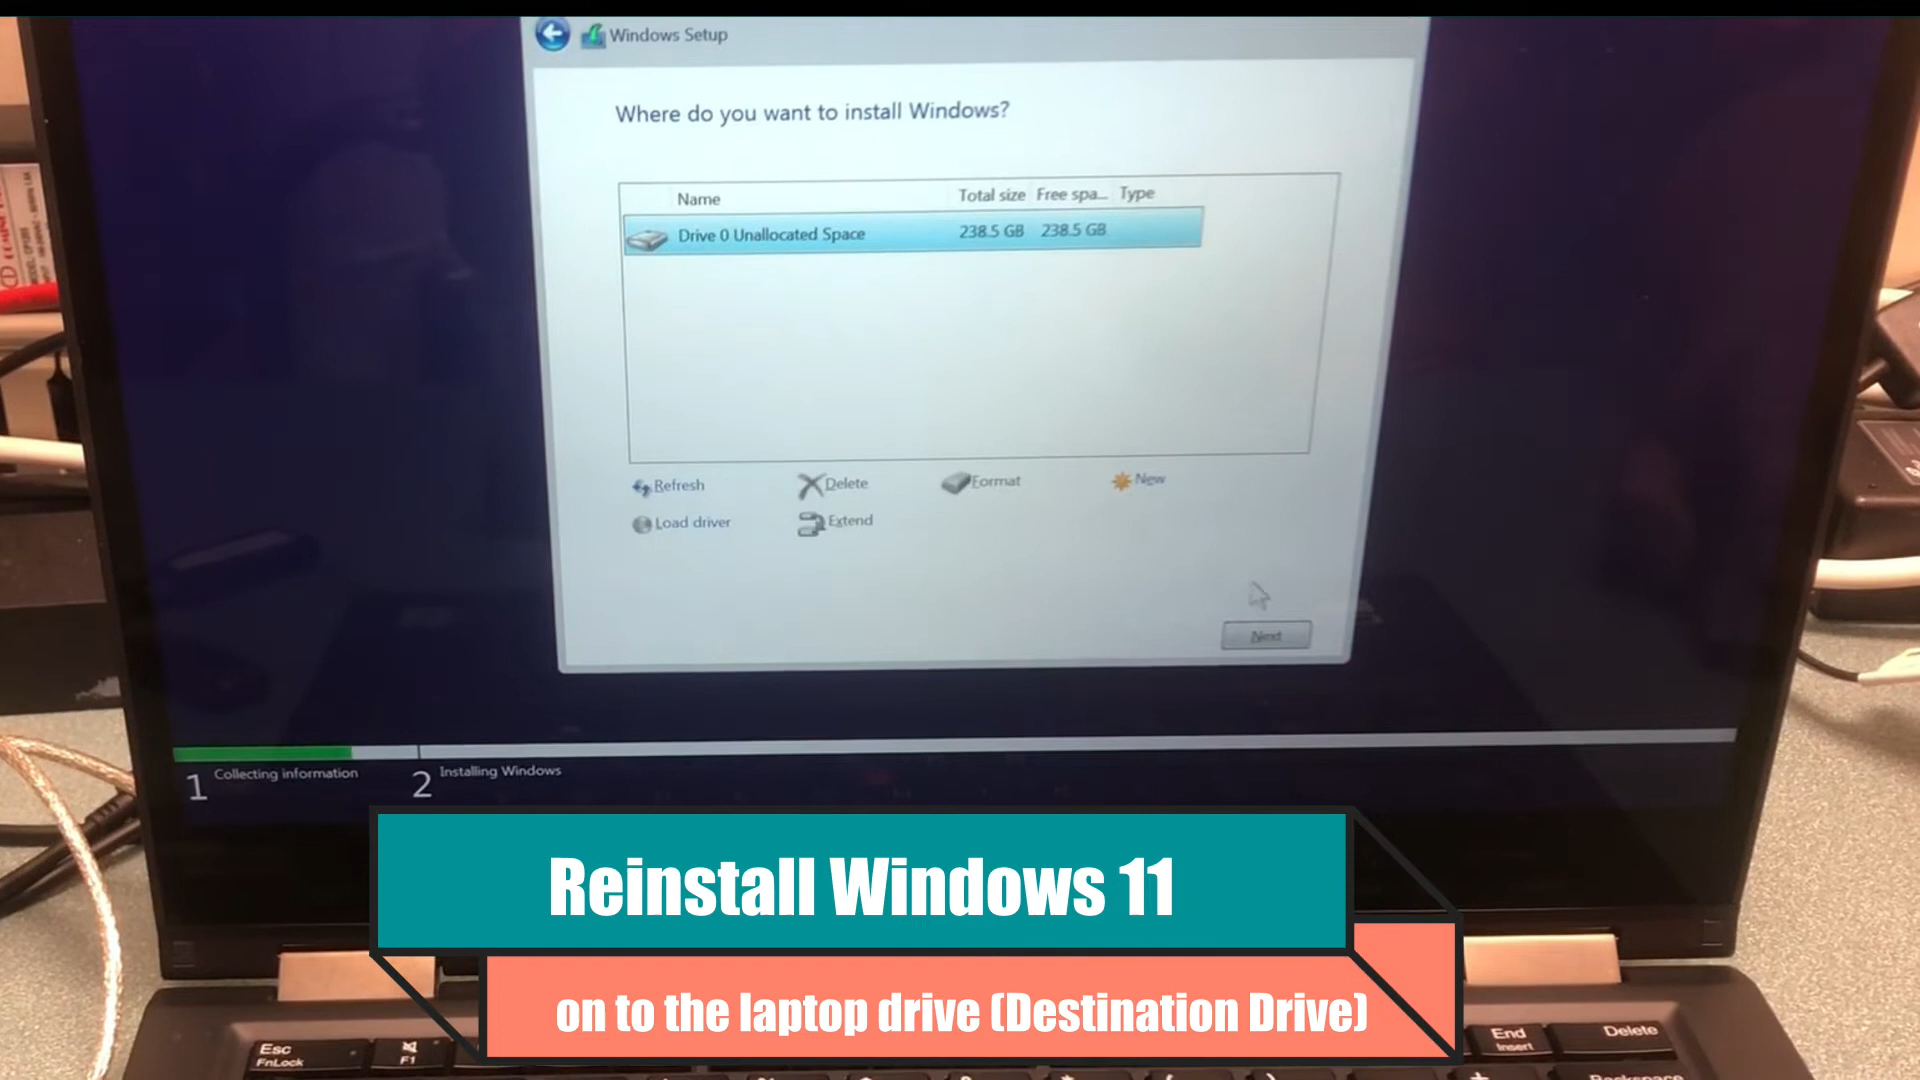 Windows Setup
Where do you want to install Windows?
Name Total size Free spa... Type
Drive 0 Unallocated Space 238.5 GB 238.5 GB
Refresh Delete Format New
Load driver Extend
Next
1 Collecting information 2 Installing Windows
Reinstall Windows 11
on to the laptop drive (Destination Drive)
Esc
FnLock
F1
End
Insert
Delete
Backspace